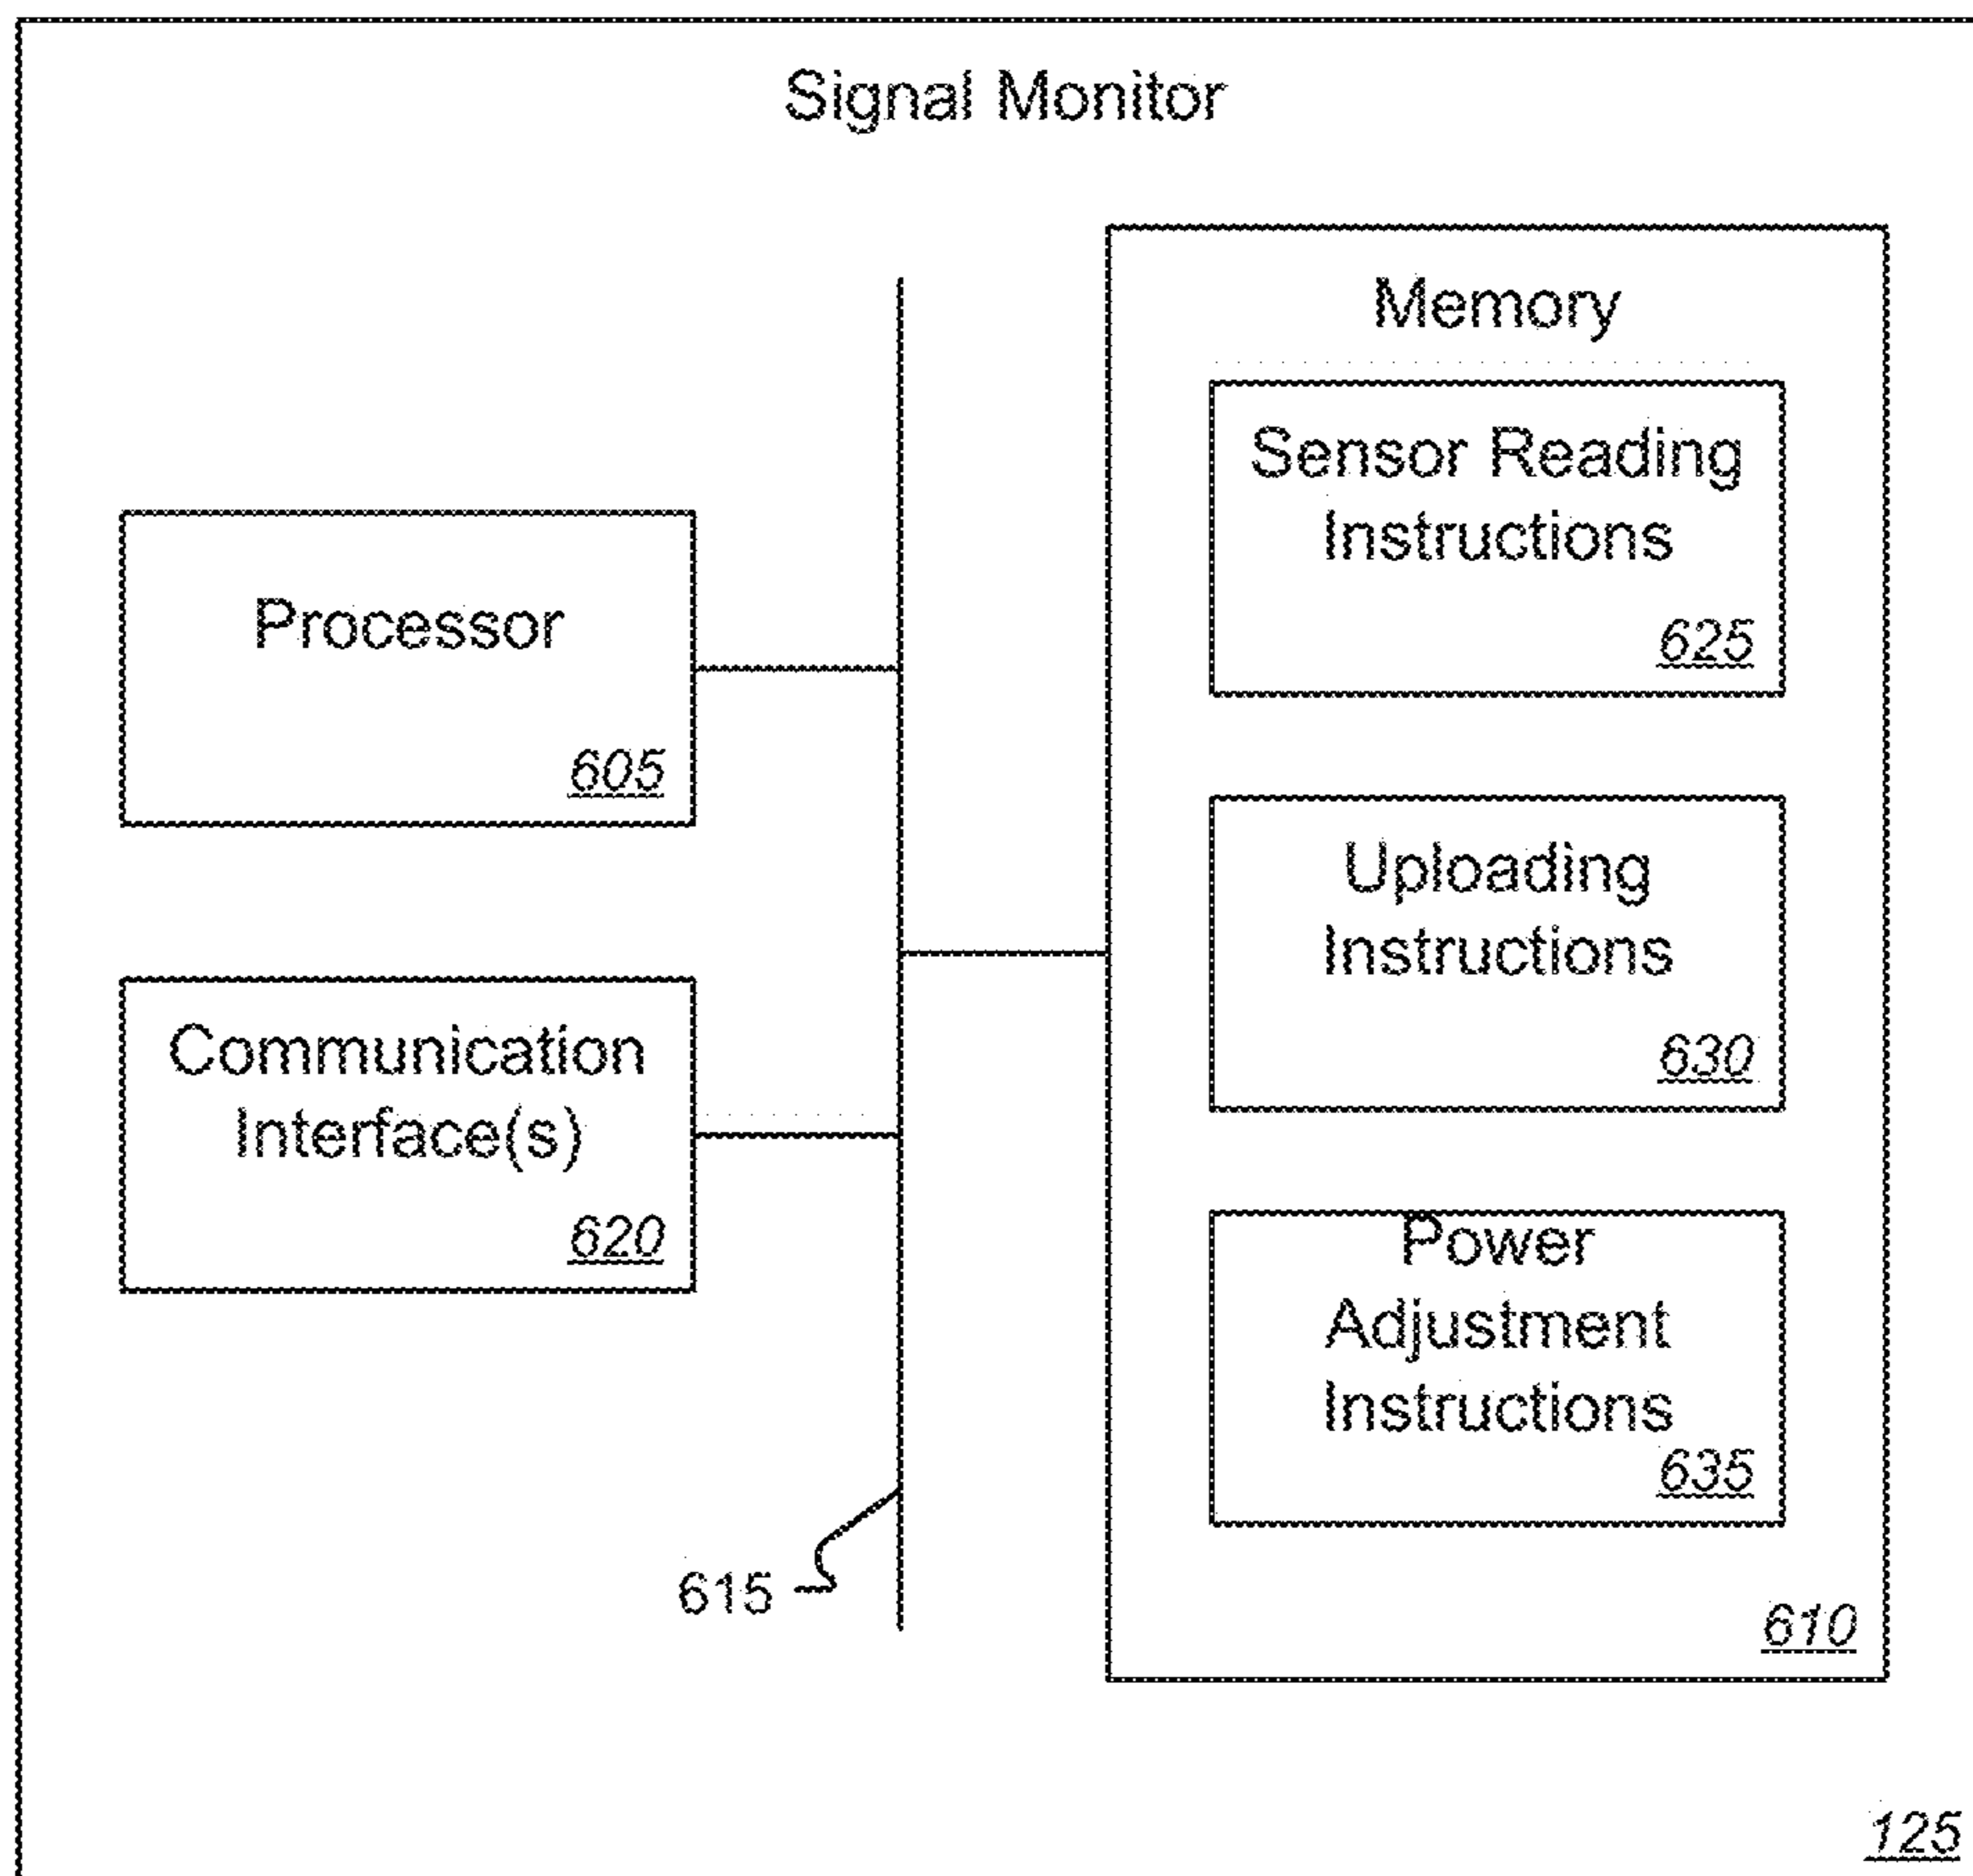 Signal Monitor
Processor
605
Communication
Interface(s)
620
615
Memory
Sensor Reading
Instructions
625
Uploading
Instructions
630
Power
Adjustment
Instructions
635
610
125